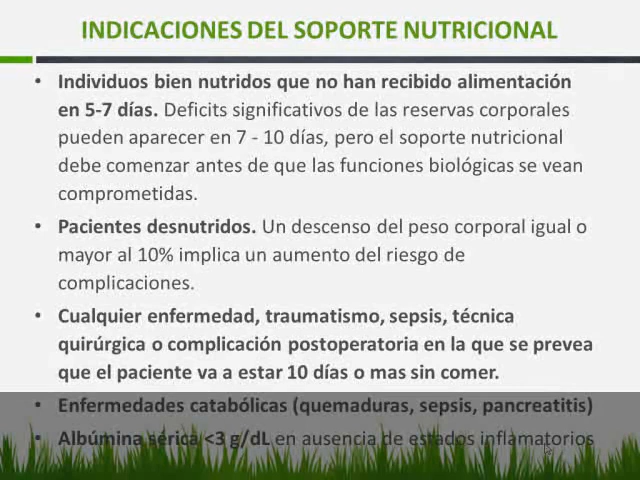 INDICACIONES DEL SOPORTE NUTRICIONAL
• Individuos bien nutridos que no han recibido alimentación
en 5-7 días. Deficits significativos de las reservas corporales
pueden aparecer en 7 - 10 días, pero el soporte nutricional
debe comenzar antes de que las funciones biológicas se vean
comprometidas.
• Pacientes desnutridos. Un descenso del peso corporal igual o
mayor al 10% implica un aumento del riesgo de
complicaciones.
• Cualquier enfermedad, traumatismo, sepsis, técnica
quirúrgica o complicación postoperatoria en la que se prevea
que el paciente va a estar 10 días o mas sin comer.
• Enfermedades catabólicas (quemaduras, sepsis, pancreatitis)
• Albúmina sérica <3 g/dL en ausencia de estados inflamatorios